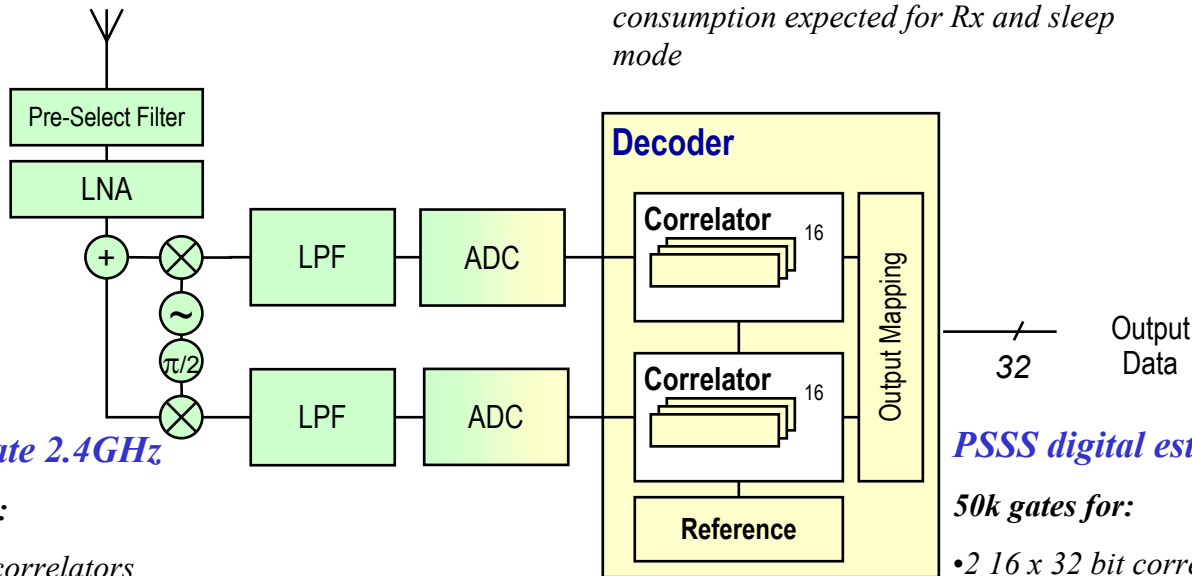 consumption expected for Rx and sleep
mode
Pre-Select Filter
LNA
+
~
π/2
LPF
ADC
LPF
ADC
Decoder
Correlator
16
Correlator
16
Reference
Output Mapping
32
Output
Data
ate 2.4GHz
:
correlators
PSSS digital est
50k gates for:
•2 16 x 32 bit corre